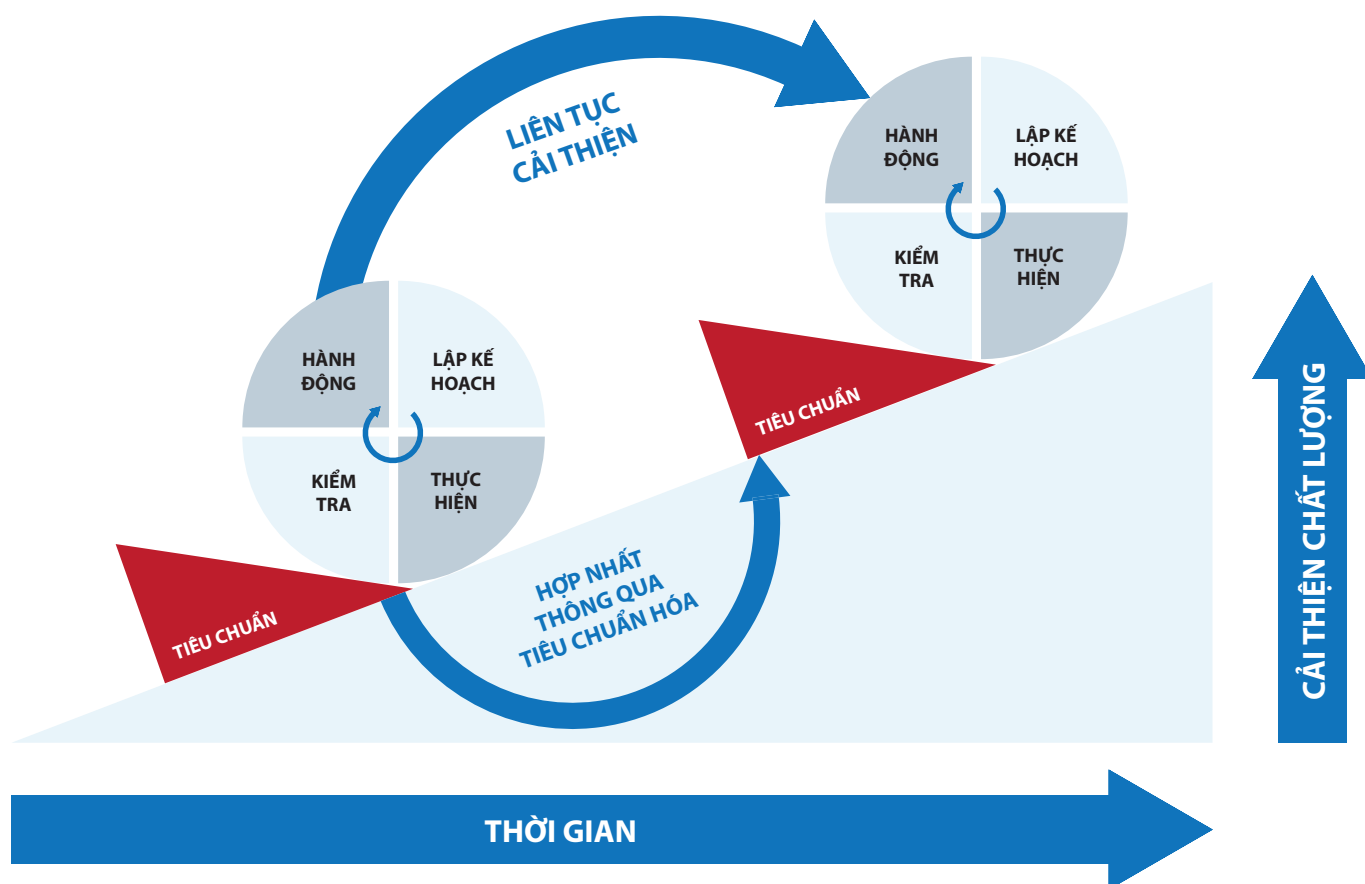 LIÊN TỤC
CẢI THIỆN
HÀNH
ĐỘNG
LẬP KẾ
HOẠCH
KIỂM
TRA
THỰC
HIỆN
HÀNH
ĐỘNG
LẬP KẾ
HOẠCH
KIỂM
TRA
THỰC
HIỆN
TIÊU CHUẨN
TIÊU CHUẨN
HỢP NHẤT
THÔNG QUA
TIÊU CHUẨN HÓA
CẢI THIỆN CHẤT LƯỢNG
THỜI GIAN